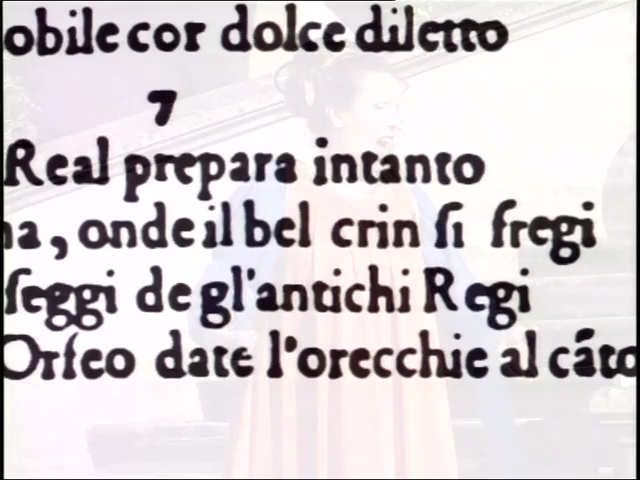 obile cor dolce diletto
7
Real prepara intanto
na, onde il bel crin ſi fregi
ſeggi de gl'antichi Regi
Orfeo date l'orecchie al cāto